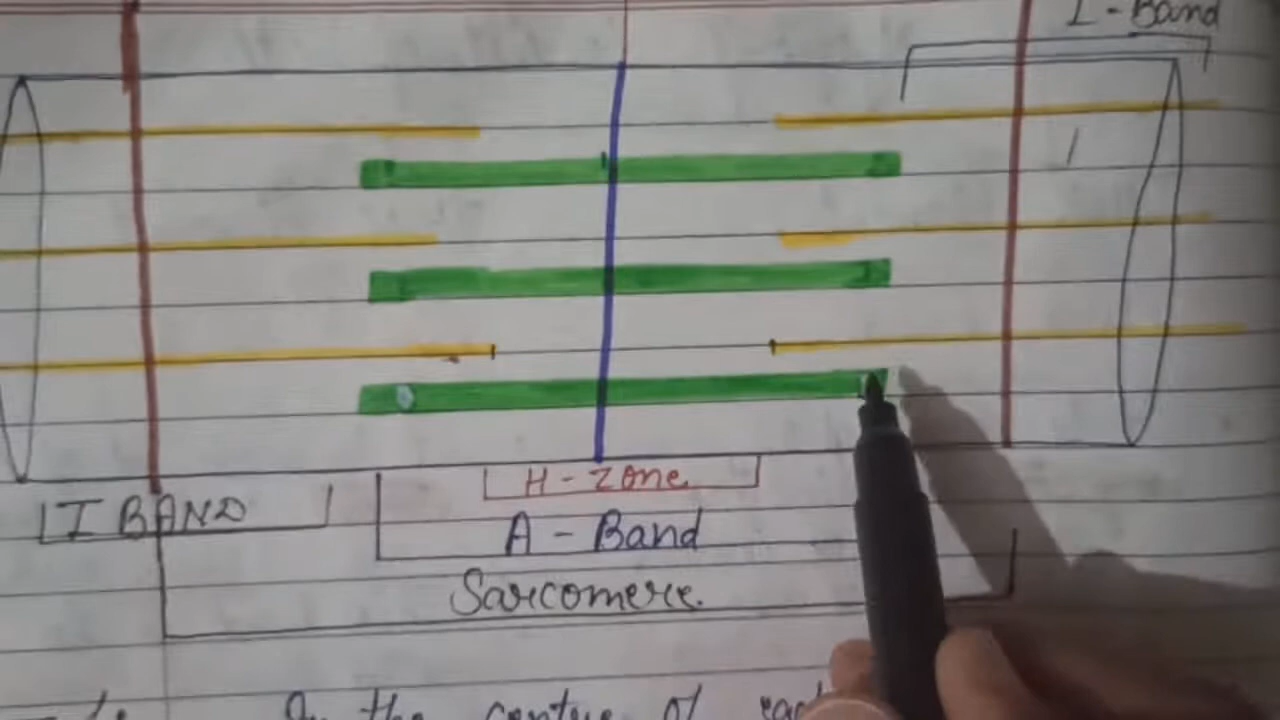 I - Band
H - Zone
I BAND
A - Band
Sarcomere.
In the centre of